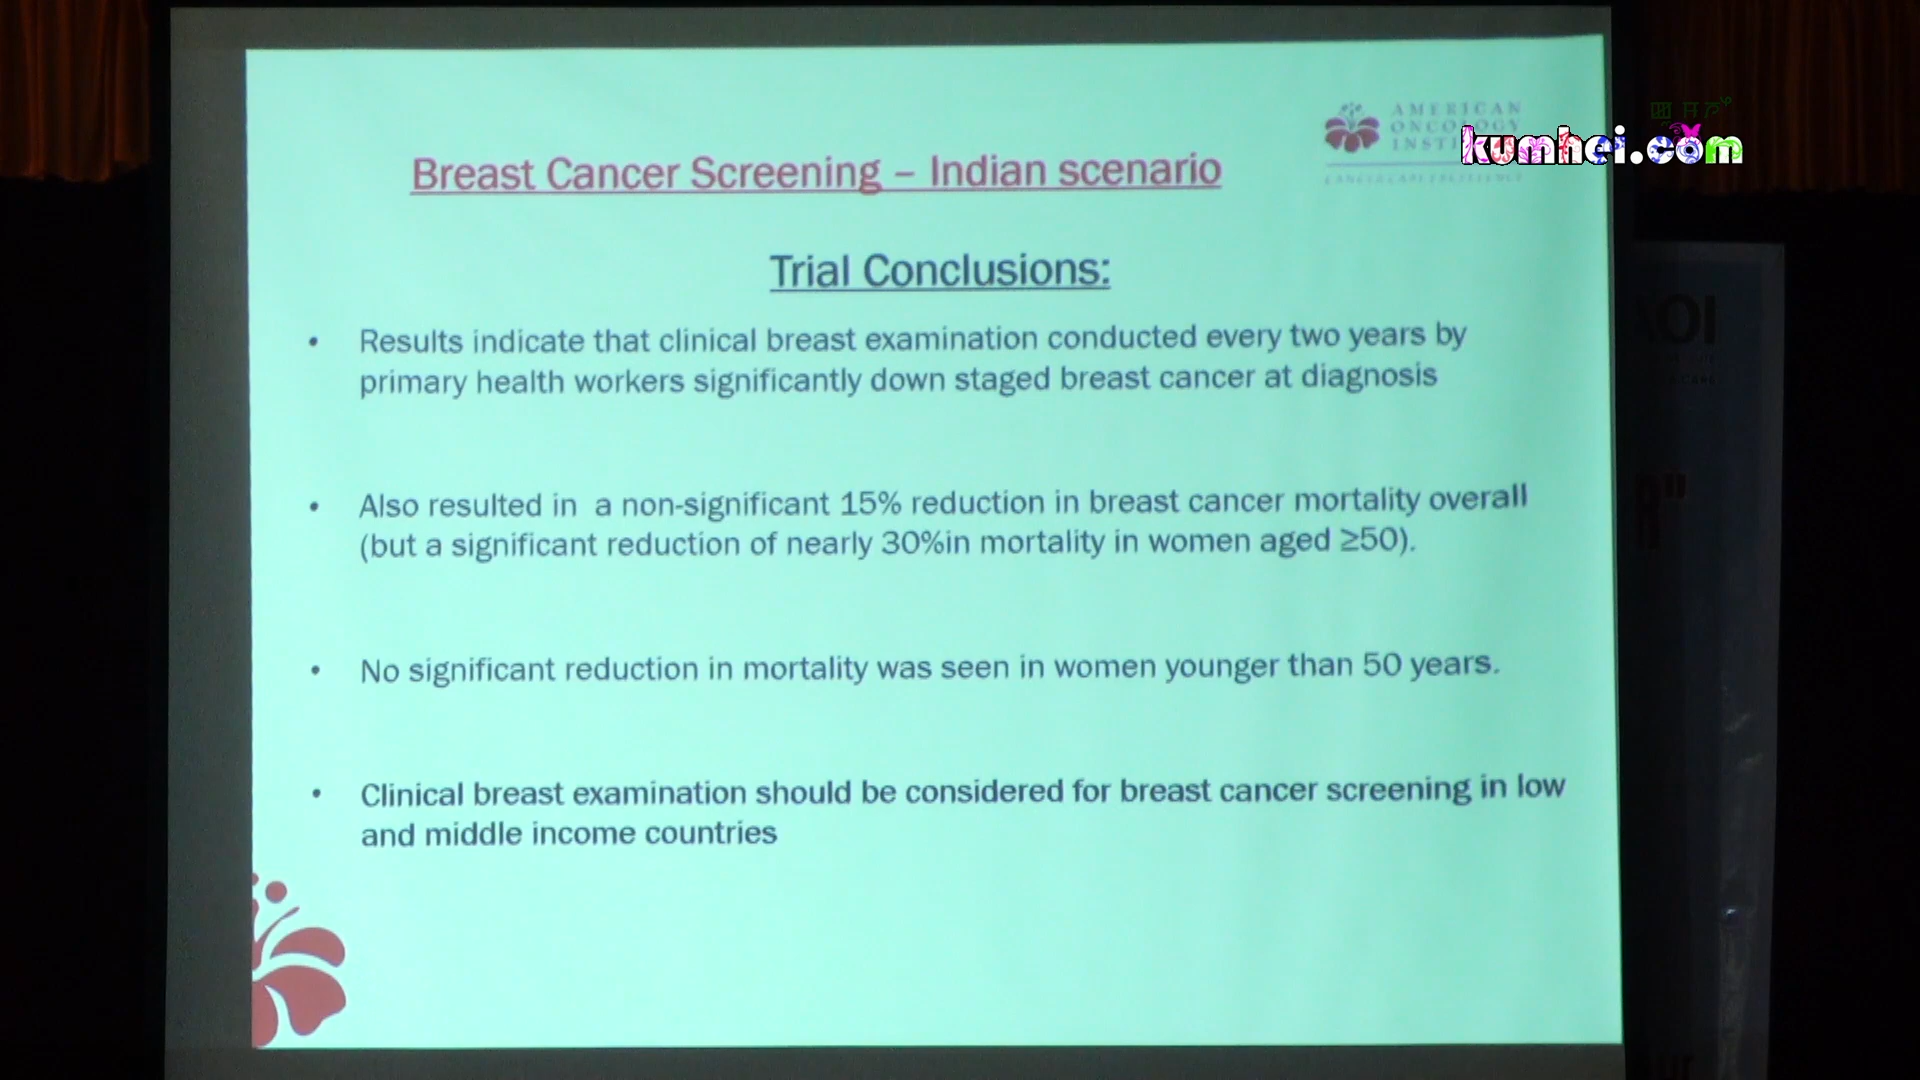 AMERICAN
ONCOLOGY
INSTI
ꯀꯨꯝꯍꯩ
kumhei.com
Breast Cancer Screening – Indian scenario
Trial Conclusions:
• Results indicate that clinical breast examination conducted every two years by
primary health workers significantly down staged breast cancer at diagnosis
• Also resulted in a non-significant 15% reduction in breast cancer mortality overall
(but a significant reduction of nearly 30%in mortality in women aged ≥50).
• No significant reduction in mortality was seen in women younger than 50 years.
• Clinical breast examination should be considered for breast cancer screening in low
and middle income countries
AOI
R"